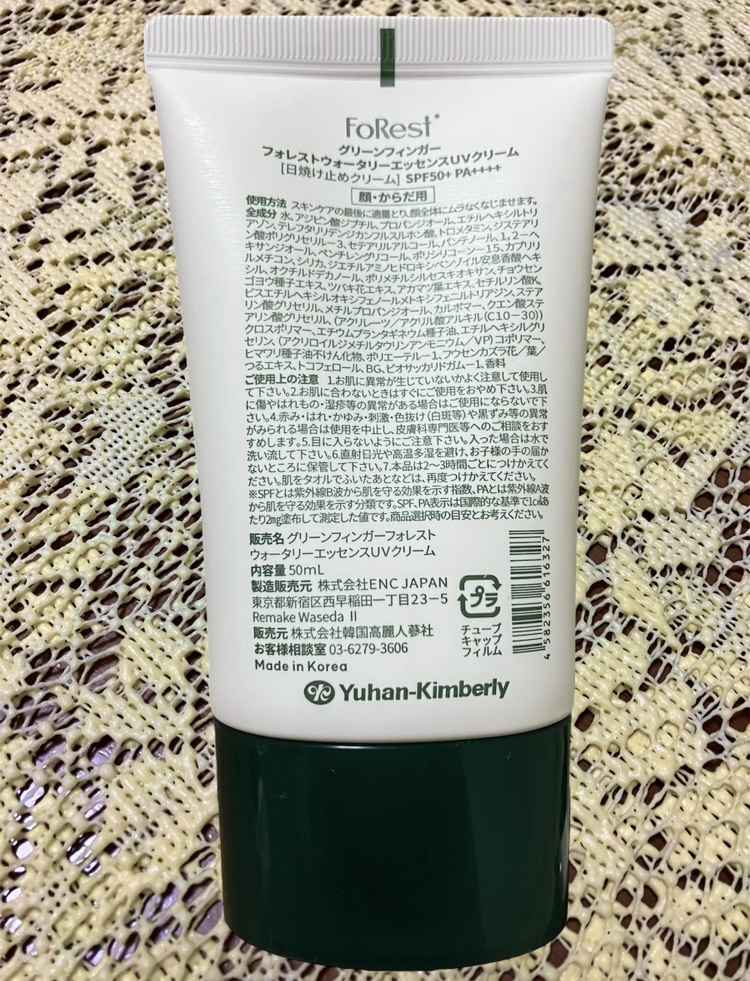 FoRest
グリーンフィンガー
フォレストウォータリーエッセンスUVクリーム
[日焼け止めクリーム] SPF50+ PA++++
顔・からだ用
使用方法 スキンケアの最後に適量とり、顔全体にムラなくなじませます。
全成分 水、アジピン酸ジブチル、プロパンジオール、エチルヘキシルトリ
アゾン、テレフタリリデンジカンフルスルホン酸、トロメタミン、ジステアリ
ン酸ポリグリセリル-3、セテアリルアルコール、パンテノール、1,2-ヘ
キサンジオール、ペンチレングリコール、ポリシリコーン-15、カプリリ
ルメチコン、シリカ、ジエチルアミノヒドロキシベンゾイル安息香酸ヘキ
シル、オクチルドデカノール、ポリメチルシルセスキオキサン、チョウセン
ゴヨウ種子エキス、ツバキ花エキス、アカマツ葉エキス、セチルリン酸K、
ビスエチルヘキシルオキシフェノールメトキシフェニルトリアジン、ステア
リン酸グリセリル、メチルプロパンジオール、カルボマー、クエン酸ステ
アリン酸グリセリル、(アクリレーツ/アクリル酸アルキル(C10-30))
クロスポリマー、エチウムプランタギネウム種子油、エチルヘキシルグリ
セリン、(アクリロイルジメチルタウリンアンモニウム/VP)コポリマー、
ヒマワリ種子油不けん化物、ポリエーテル-1、フウセンカズラ花/葉/
つるエキス、トコフェロール、BG、ビオサッカリドガム-1、香料
ご使用上の注意 1.お肌に異常が生じていないかよく注意して使用し
て下さい。2.お肌に合わないときはすぐにご使用をおやめ下さい。3.肌
に傷やはれもの・湿疹等の異常がある場合はご使用にならないで下
さい。4.赤み・はれ・かゆみ・刺激・色抜け(白斑等)や黒ずみ等の異常
がみられる場合は使用を中止し、皮膚科専門医等へのご相談をおす
すめします。5.目に入らないようにご注意下さい。入った場合は水で
洗い流して下さい。6.直射日光や高温多湿を避け、お子様の手の届か
ないところに保管して下さい。7.本品は2~3時間ごとにつけかえてく
ださい。肌をタオルでふいたあとなどは、再度つけかえてください。
※SPFとは紫外線B波から肌を守る効果を示す指数、PAとは紫外線A波
から肌を守る効果を示す分類です。SPF、PA表示は国際的な基準で1c㎡あ
たり2mg塗布して測定した値です。商品選択時の目安とお考えください。
販売名 グリーンフィンガーフォレスト
ウォータリーエッセンスUVクリーム
内容量 50mL
製造販売元 株式会社ENC JAPAN
東京都新宿区西早稲田一丁目23-5
Remake Waseda Ⅱ
販売元 株式会社韓国高麗人蔘社
お客様相談室 03-6279-3606
Made in Korea
プラ
チューブ
キャップ
フィルム
4 582356 616327
Yuhan-Kimberly